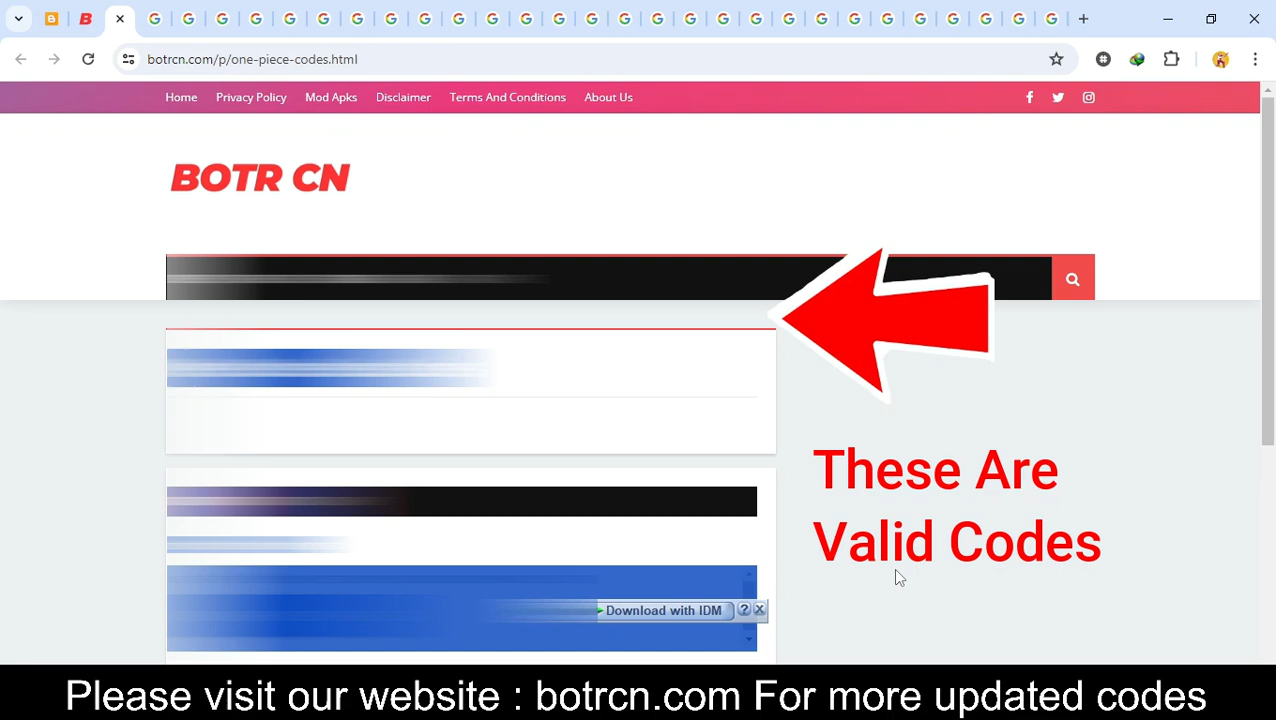 botrcn.com/p/one-piece-codes.html
Home Privacy Policy Mod Apks Disclaimer Terms And Conditions About Us
BOTR CN
These Are
Valid Codes
Download with IDM
Please visit our website : botrcn.com For more updated codes